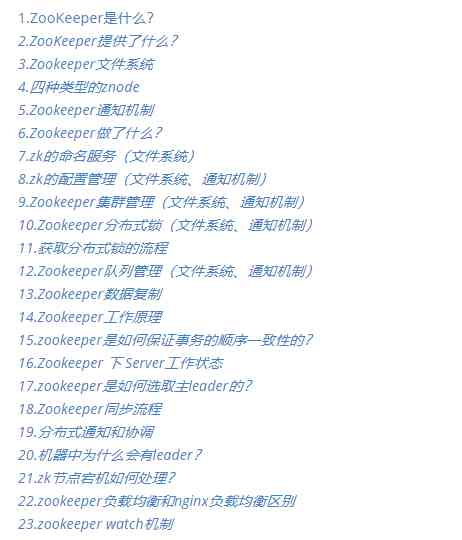 1.ZooKeeper是什么?
2.ZooKeeper提供了什么?
3.Zookeeper文件系统
4.四种类型的znode
5.Zookeeper通知机制
6.Zookeeper做了什么?
7.zk的命名服务（文件系统）
8.zk的配置管理（文件系统、通知机制）
9.Zookeeper集群管理（文件系统、通知机制）
10.Zookeeper分布式锁（文件系统、通知机制）
11.获取分布式锁的流程
12.Zookeeper队列管理（文件系统、通知机制）
13.Zookeeper数据复制
14.Zookeeper工作原理
15.zookeeper是如何保证事务的顺序一致性的?
16.Zookeeper 下 Server工作状态
17.zookeeper是如何选取主leader的?
18.Zookeeper同步流程
19.分布式通知和协调
20.机器中为什么会有leader?
21.zk节点宕机如何处理?
22.zookeeper负载均衡和nginx负载均衡区别
23.zookeeper watch机制